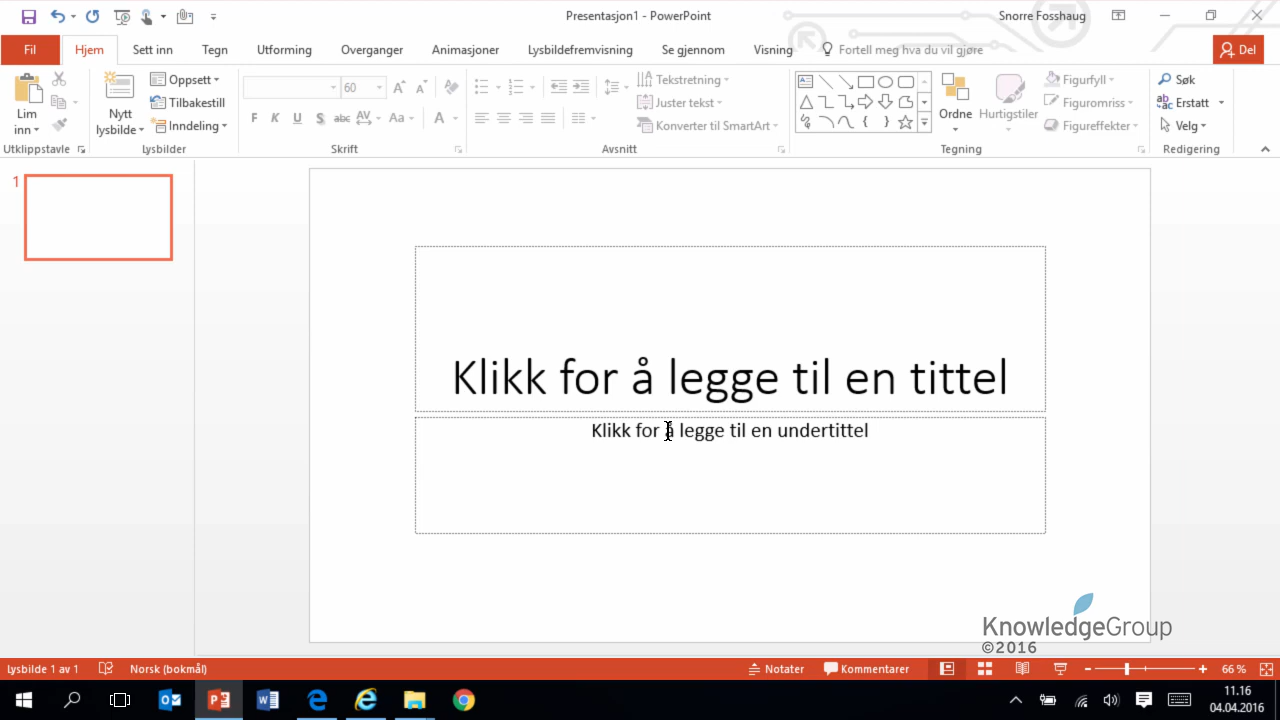 Presentasjon1 - PowerPoint
Snorre Fosshaug
Fil
Hjem
Sett inn
Tegn
Utforming
Overganger
Animasjoner
Lysbildefremvisning
Se gjennom
Visning
Fortell meg hva du vil gjøre
Del
Lim
inn
Utklippstavle
Nytt
lysbilde
Oppsett
Tilbakestill
Inndeling
Lysbilder
60
F K U S abc AV Aa A
Skrift
Tekstretning
Juster tekst
Konverter til SmartArt
Avsnitt
Ordne
Hurtigstiler
Figurfyll
Figuromriss
Figureffekter
Tegning
Søk
Erstatt
Velg
Redigering
1
Klikk for å legge til en tittel
Klikk for å legge til en undertittel
KnowledgeGroup
©2016
Lysbilde 1 av 1
Norsk (bokmål)
Notater
Kommentarer
66 %
11.16
04.04.2016